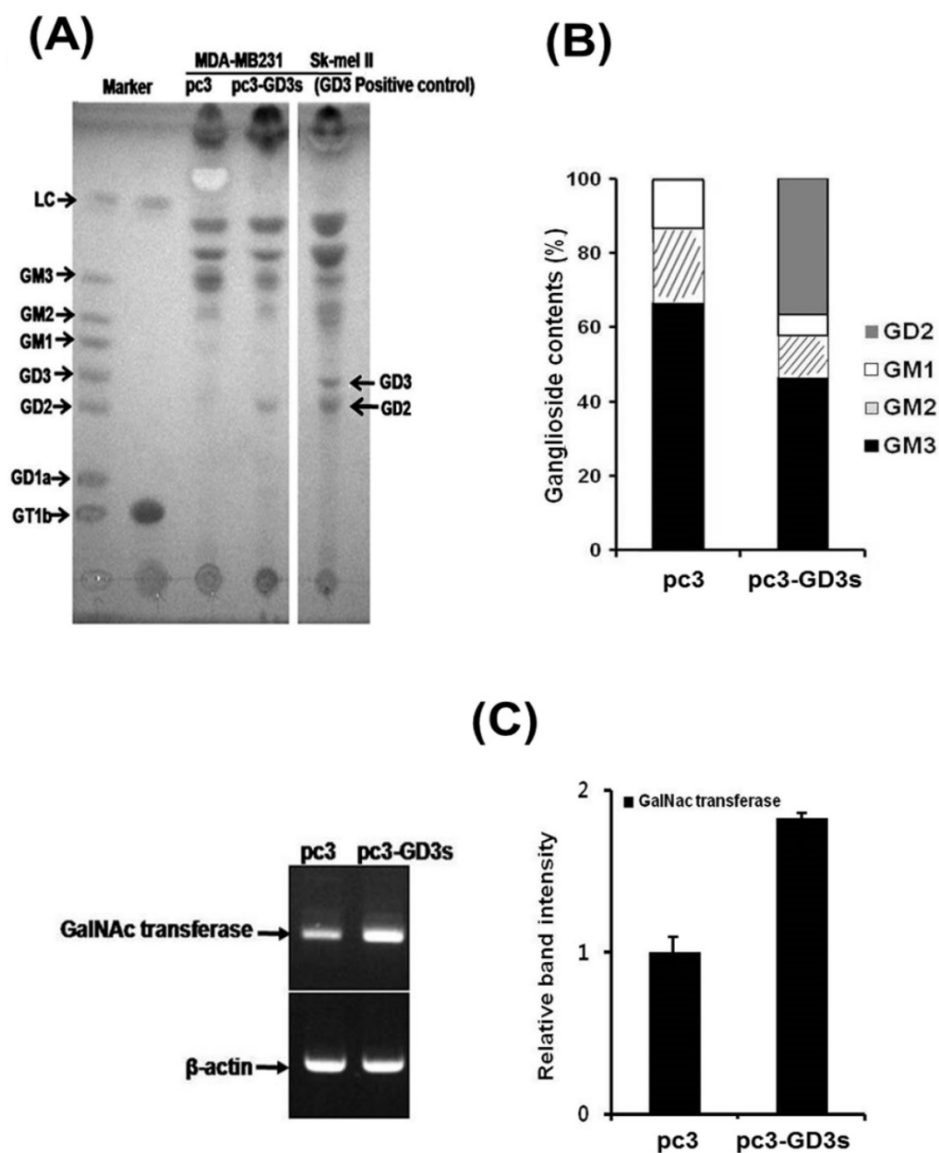 (A)
MDA-MB231 Sk-mel II
Marker pc3 pc3-GD3s (GD3 Positive control)
LC
GM3
GM2
GM1
GD3
GD2
GD1a
GT1b
GD3
GD2
(B)
Ganglioside contents (%)
100
80
60
40
20
0
pc3 pc3-GD3s
GD2
GM1
GM2
GM3
(C)
pc3 pc3-GD3s
GalNAc transferase
β-actin
Relative band intensity
2
1
0
GalNac transferase
pc3 pc3-GD3s